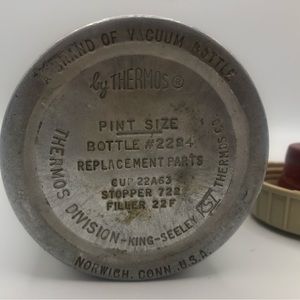 A BRAND OF VACUUM BOTTLE
by THERMOS®
PINT SIZE
BOTTLE #2284
REPLACEMENT PARTS
CUP 22A63
STOPPER 722
FILLER 22F
THERMOS DIVISION-KING-SEELEY KST THERMOS CO.
NORWICH, CONN. U.S.A.